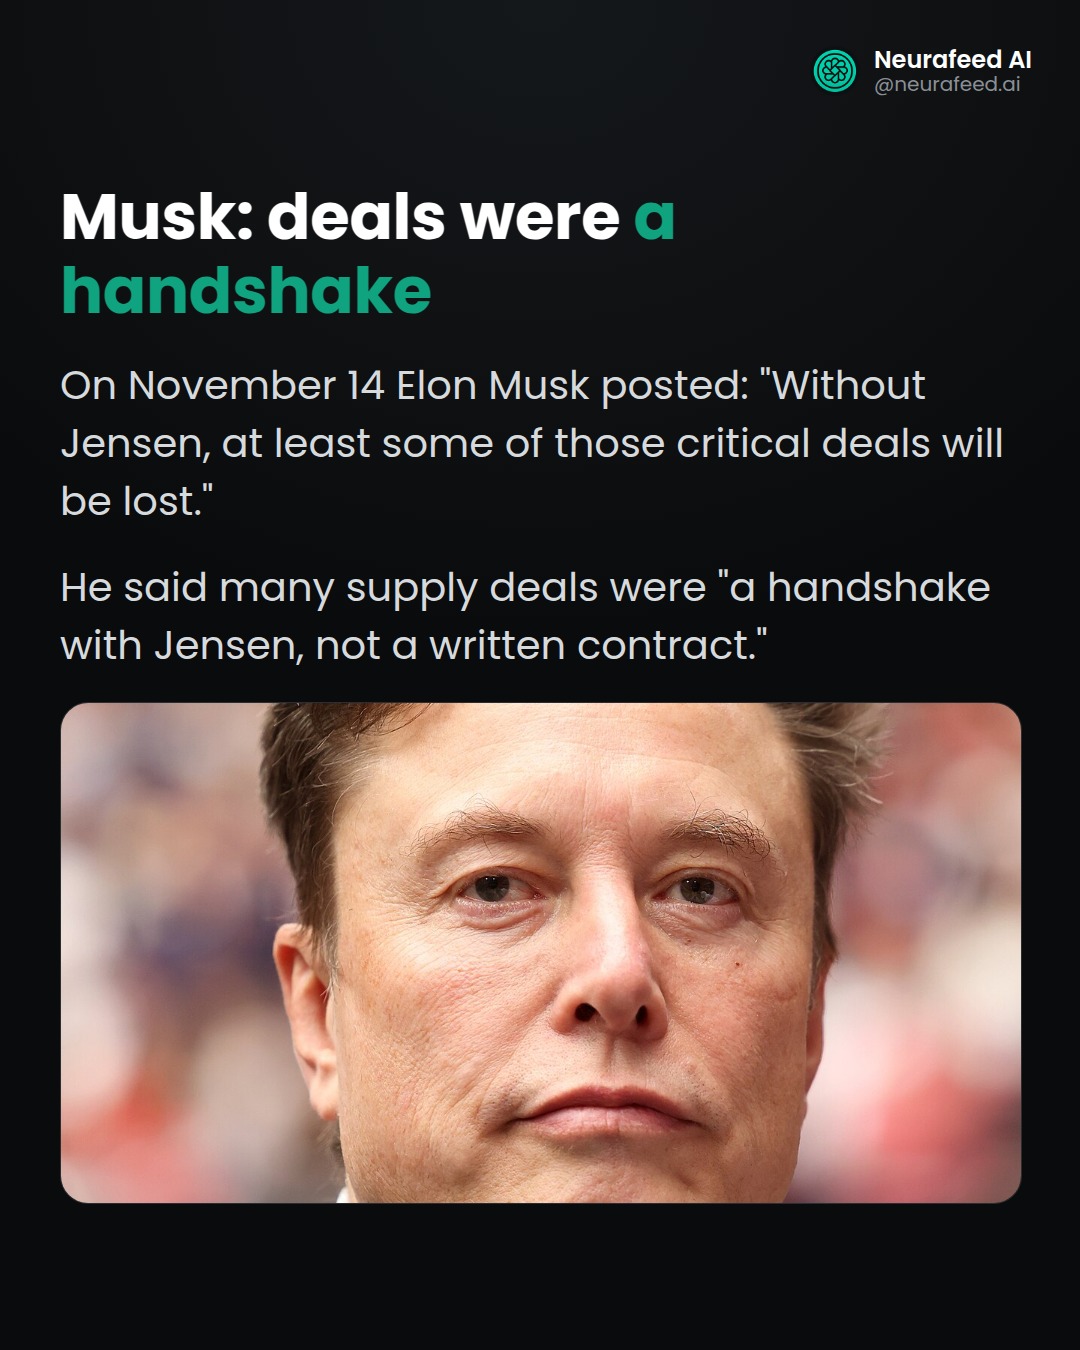 Neurafeed AI
@neurafeed.ai
Musk: deals were a
handshake
On November 14 Elon Musk posted: "Without
Jensen, at least some of those critical deals will
be lost."
He said many supply deals were "a handshake
with Jensen, not a written contract."